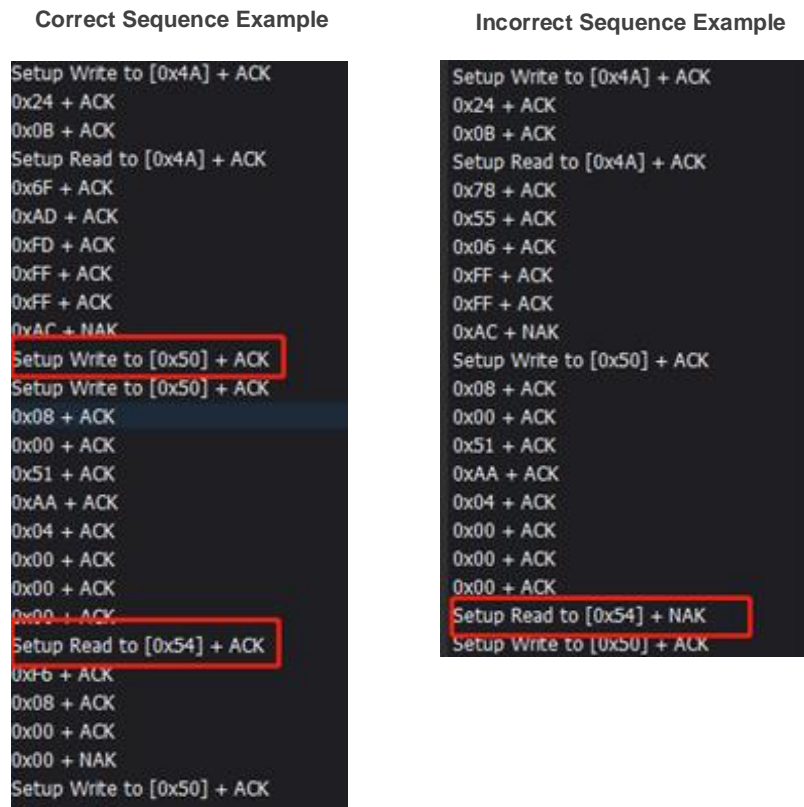 Correct Sequence Example
Setup Write to [0x4A] + ACK
0x24 + ACK
0x0B + ACK
Setup Read to [0x4A] + ACK
0x6F + ACK
0xAD + ACK
0xFD + ACK
0xFF + ACK
0xFF + ACK
0xAC + NAK
Setup Write to [0x50] + ACK
Setup Write to [0x50] + ACK
0x08 + ACK
0x00 + ACK
0x51 + ACK
0xAA + ACK
0x04 + ACK
0x00 + ACK
0x00 + ACK
0x00 + ACK
Setup Read to [0x54] + ACK
0xF6 + ACK
0x08 + ACK
0x00 + ACK
0x00 + NAK
Setup Write to [0x50] + ACK
Incorrect Sequence Example
Setup Write to [0x4A] + ACK
0x24 + ACK
0x0B + ACK
Setup Read to [0x4A] + ACK
0x78 + ACK
0x55 + ACK
0x06 + ACK
0xFF + ACK
0xFF + ACK
0xAC + NAK
Setup Write to [0x50] + ACK
0x08 + ACK
0x00 + ACK
0x51 + ACK
0xAA + ACK
0x04 + ACK
0x00 + ACK
0x00 + ACK
0x00 + ACK
Setup Read to [0x54] + NAK
Setup Write to [0x50] + ACK